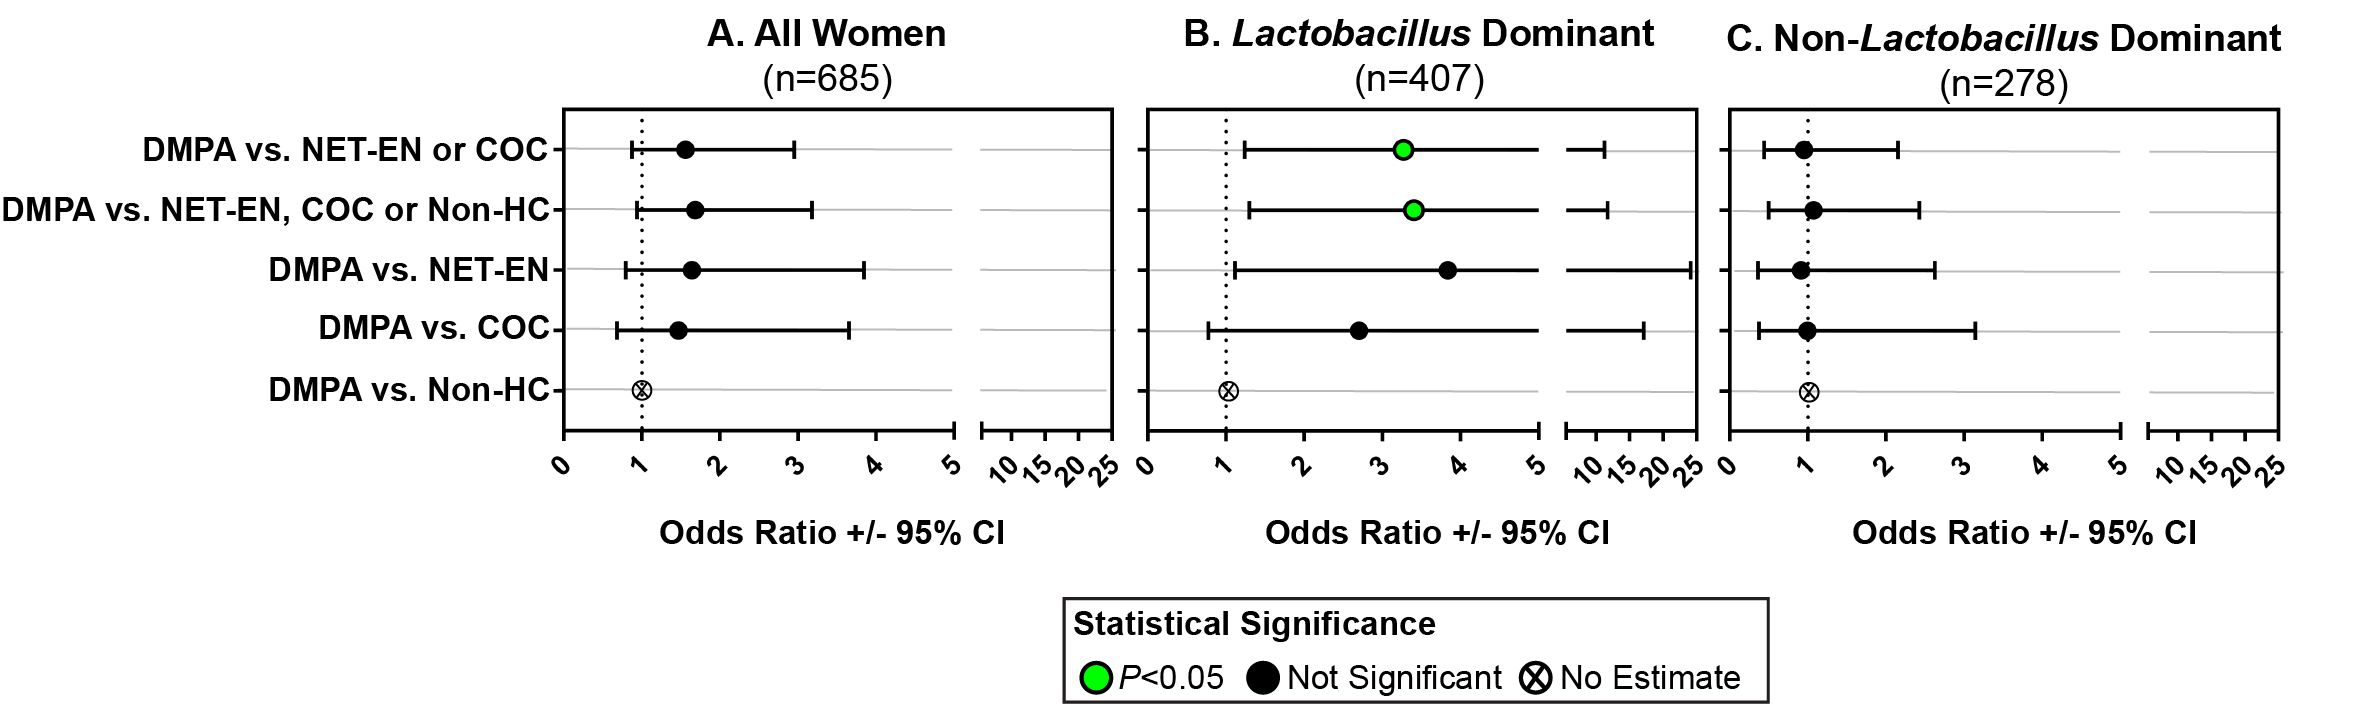 A. All Women
(n=685)
B. Lactobacillus Dominant
(n=407)
C. Non-Lactobacillus Dominant
(n=278)
DMPA vs. NET-EN or COC
DMPA vs. NET-EN, COC or Non-HC
DMPA vs. NET-EN
DMPA vs. COC
DMPA vs. Non-HC
0 1 2 3 4 5 10 15 20 25
0 1 2 3 4 5 10 15 20 25
0 1 2 3 4 5 10 15 20 25
Odds Ratio +/- 95% CI
Odds Ratio +/- 95% CI
Odds Ratio +/- 95% CI
Statistical Significance
P<0.05 Not Significant No Estimate